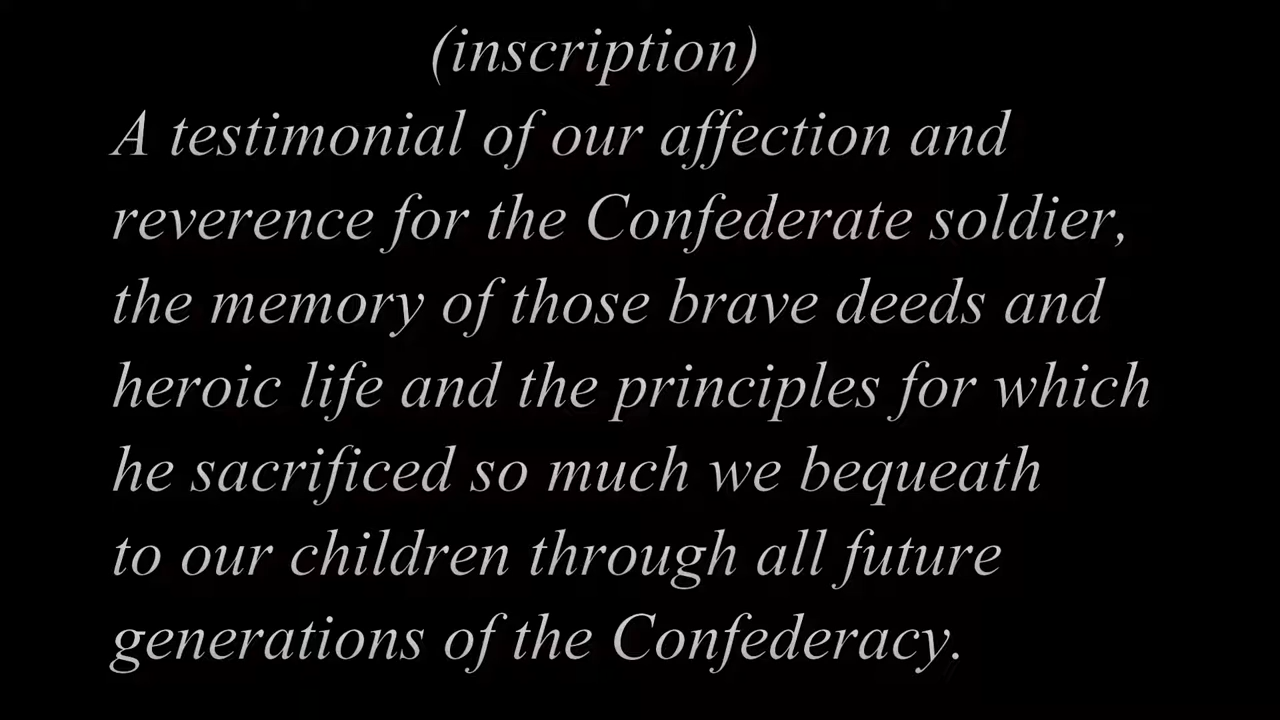 (inscription)
A testimonial of our affection and
reverence for the Confederate soldier,
the memory of those brave deeds and
heroic life and the principles for which
he sacrificed so much we bequeath
to our children through all future
generations of the Confederacy.